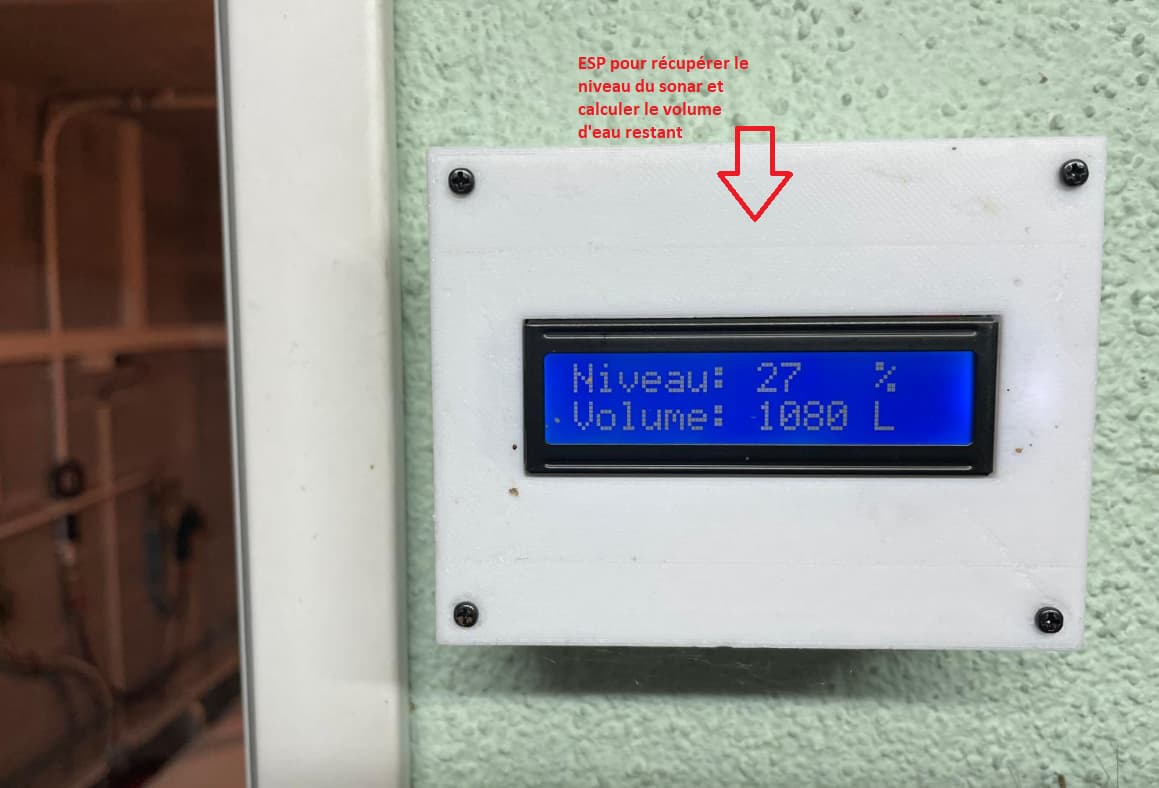 ESP pour récupérer le
niveau du sonar et
calculer le volume
d'eau restant
Niveau: 27 %
Volume: 1080 L